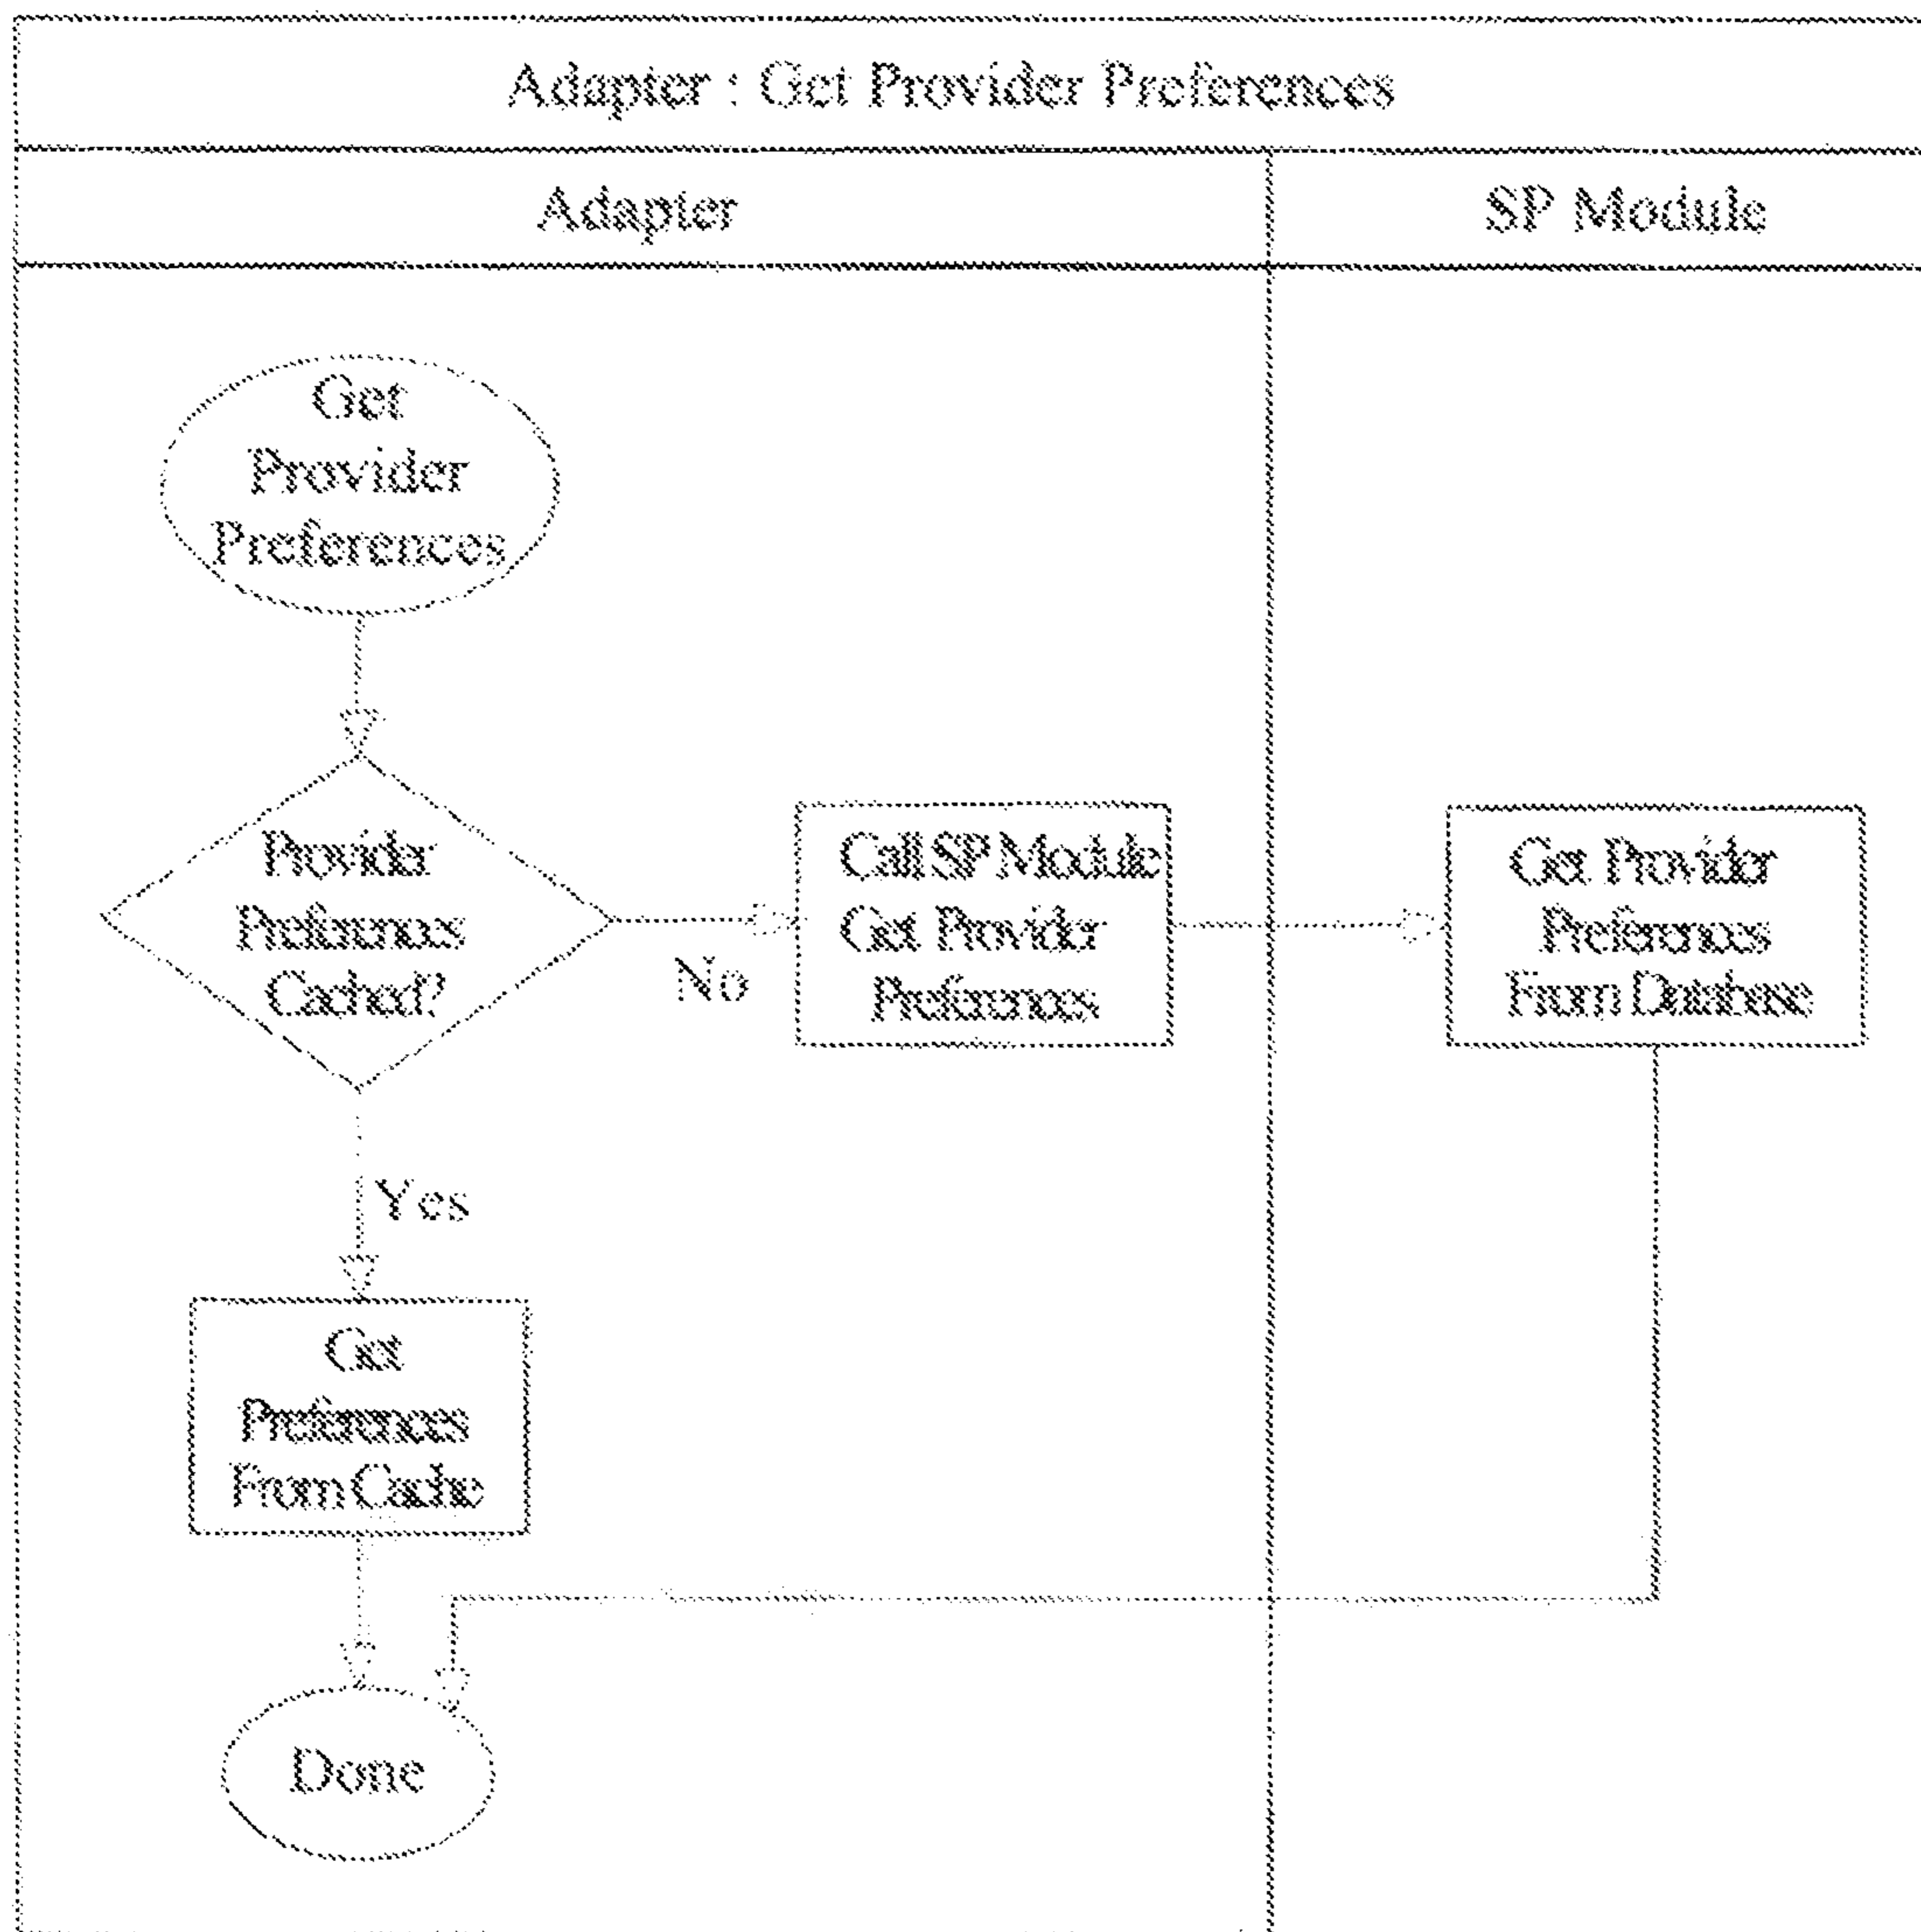 Adapter : Get Provider Preferences
Adapter
SP Module
Get
Provider
Preferences
Provider
Preferences
Cached?
No
Call SP Module
Get Provider
Preferences
Get Provider
Preferences
From Database
Yes
Get
Preferences
From Cache
Done